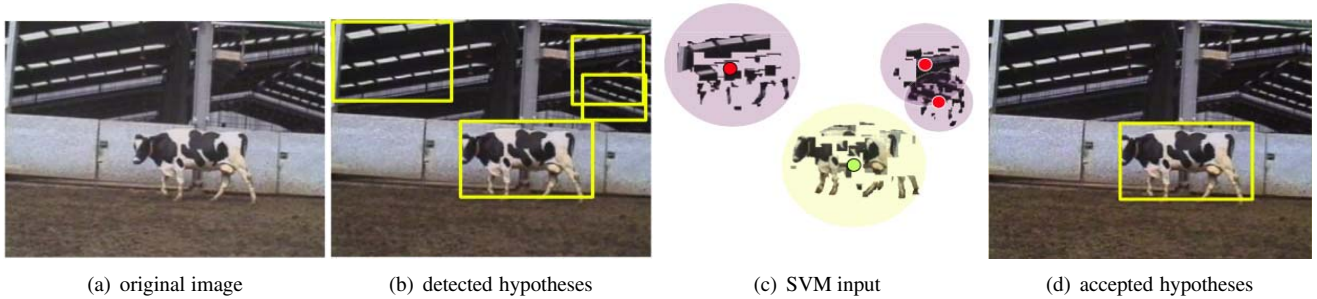 (a) original image (b) detected hypotheses (c) SVM input (d) accepted hypotheses